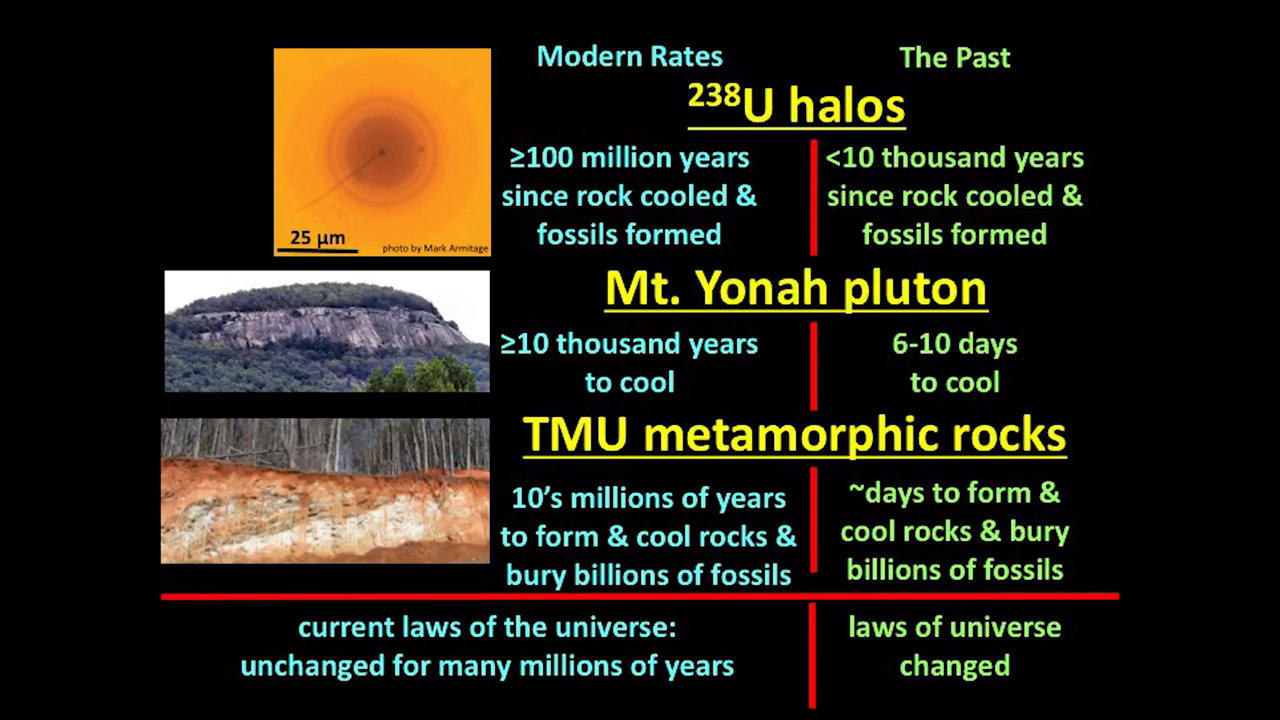 Modern Rates
The Past
²³⁸U halos
≥100 million years
since rock cooled &
fossils formed
<10 thousand years
since rock cooled &
fossils formed
25 µm
photo by Mark Armitage
Mt. Yonah pluton
≥10 thousand years
to cool
6-10 days
to cool
TMU metamorphic rocks
10’s millions of years
to form & cool rocks &
bury billions of fossils
~days to form &
cool rocks & bury
billions of fossils
current laws of the universe:
unchanged for many millions of years
laws of universe
changed